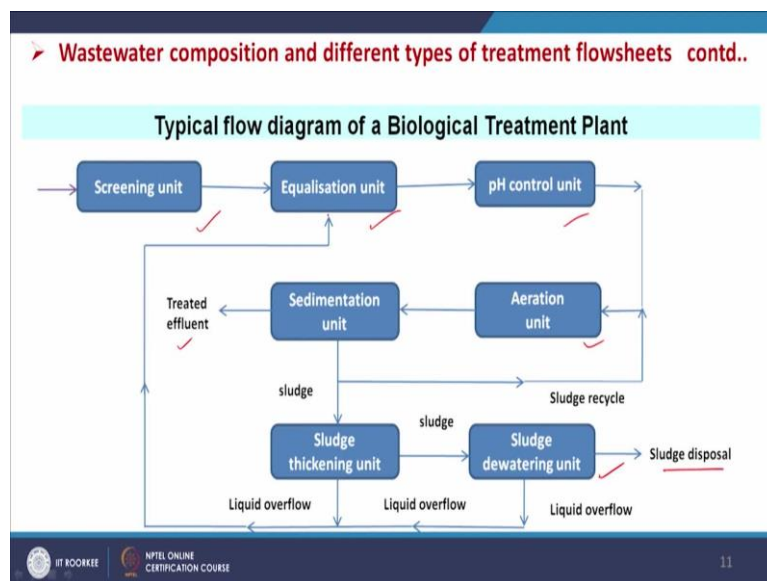 Wastewater composition and different types of treatment flowsheets contd..
Typical flow diagram of a Biological Treatment Plant
Screening unit
Equalisation unit
pH control unit
Treated
effluent
Sedimentation
unit
Aeration
unit
sludge
Sludge recycle
sludge
Sludge
thickening unit
Sludge
dewatering unit
Sludge disposal
Liquid overflow
Liquid overflow
Liquid overflow
IIT ROORKEE
NPTEL ONLINE
CERTIFICATION COURSE
11